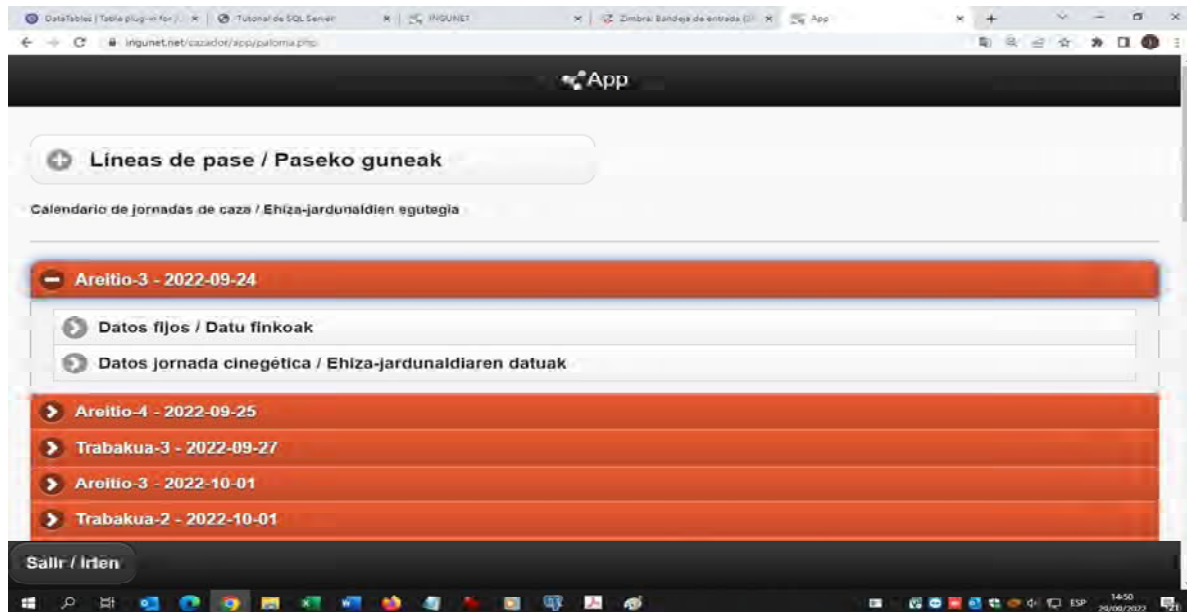 DataTables | Table plug-in for j
Tutorial de SQL Server
INGUNET
Zimbra: Bandeja de entrada
App
ingunet.net/cazador/app/paloma.php
App
Líneas de pase / Paseko guneak
Calendario de jornadas de caza / Ehiza-jardunaldien egutegia
Areitio-3 - 2022-09-24
Datos fijos / Datu finkoak
Datos jornada cinegética / Ehiza-jardunaldiaren datuak
Areitio-4 - 2022-09-25
Trabakua-3 - 2022-09-27
Areitio-3 - 2022-10-01
Trabakua-2 - 2022-10-01
Salir / Irten
ESP
14:50